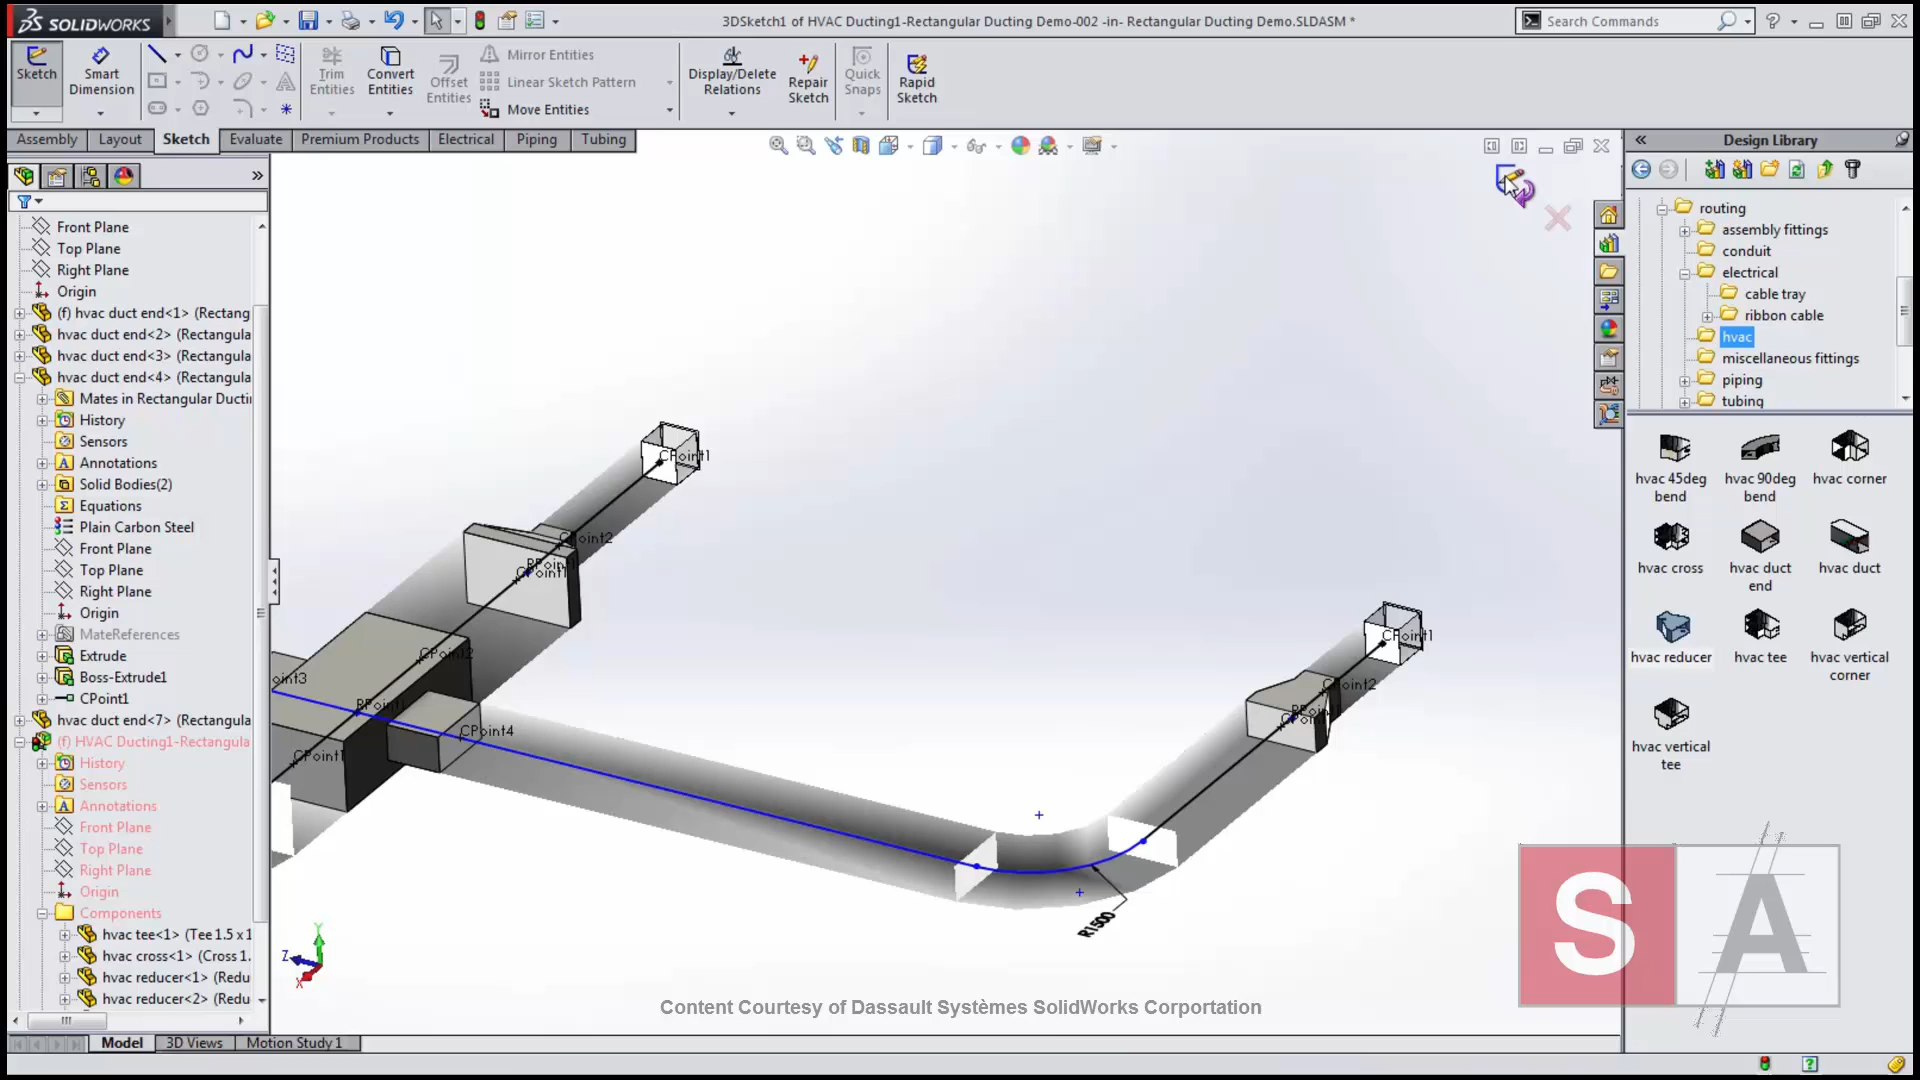 SOLIDWORKS
3DSketch1 of HVAC Ducting1-Rectangular Ducting Demo-002 -in- Rectangular Ducting Demo.SLDASM *
Search Commands
Sketch
Smart Dimension
Trim Entities
Convert Entities
Offset Entities
Mirror Entities
Linear Sketch Pattern
Move Entities
Display/Delete Relations
Repair Sketch
Quick Snaps
Rapid Sketch
Assembly
Layout
Sketch
Evaluate
Premium Products
Electrical
Piping
Tubing
Front Plane
Top Plane
Right Plane
Origin
(f) hvac duct end<1> (Rectang
hvac duct end<2> (Rectangula
hvac duct end<3> (Rectangula
hvac duct end<4> (Rectangula
Mates in Rectangular Ducti
History
Sensors
Annotations
Solid Bodies(2)
Equations
Plain Carbon Steel
Front Plane
Top Plane
Right Plane
Origin
MateReferences
Extrude
Boss-Extrude1
CPoint1
hvac duct end<7> (Rectangula
(f) HVAC Ducting1-Rectangula
History
Sensors
Annotations
Front Plane
Top Plane
Right Plane
Origin
Components
hvac tee<1> (Tee 1.5 x 1
hvac cross<1> (Cross 1.
hvac reducer<1> (Redu
hvac reducer<2> (Redu
CPoint1
CPoint2
CPoint1
CPoint2
oint3
CPoint4
CPoint1
CPoint1
CPoint2
R1500
Y
Z
X
Content Courtesy of Dassault Systèmes SolidWorks Corportation
Design Library
routing
assembly fittings
conduit
electrical
cable tray
ribbon cable
hvac
miscellaneous fittings
piping
tubing
hvac 45deg bend
hvac 90deg bend
hvac corner
hvac cross
hvac duct end
hvac duct
hvac reducer
hvac tee
hvac vertical corner
hvac vertical tee
S A
Model
3D Views
Motion Study 1